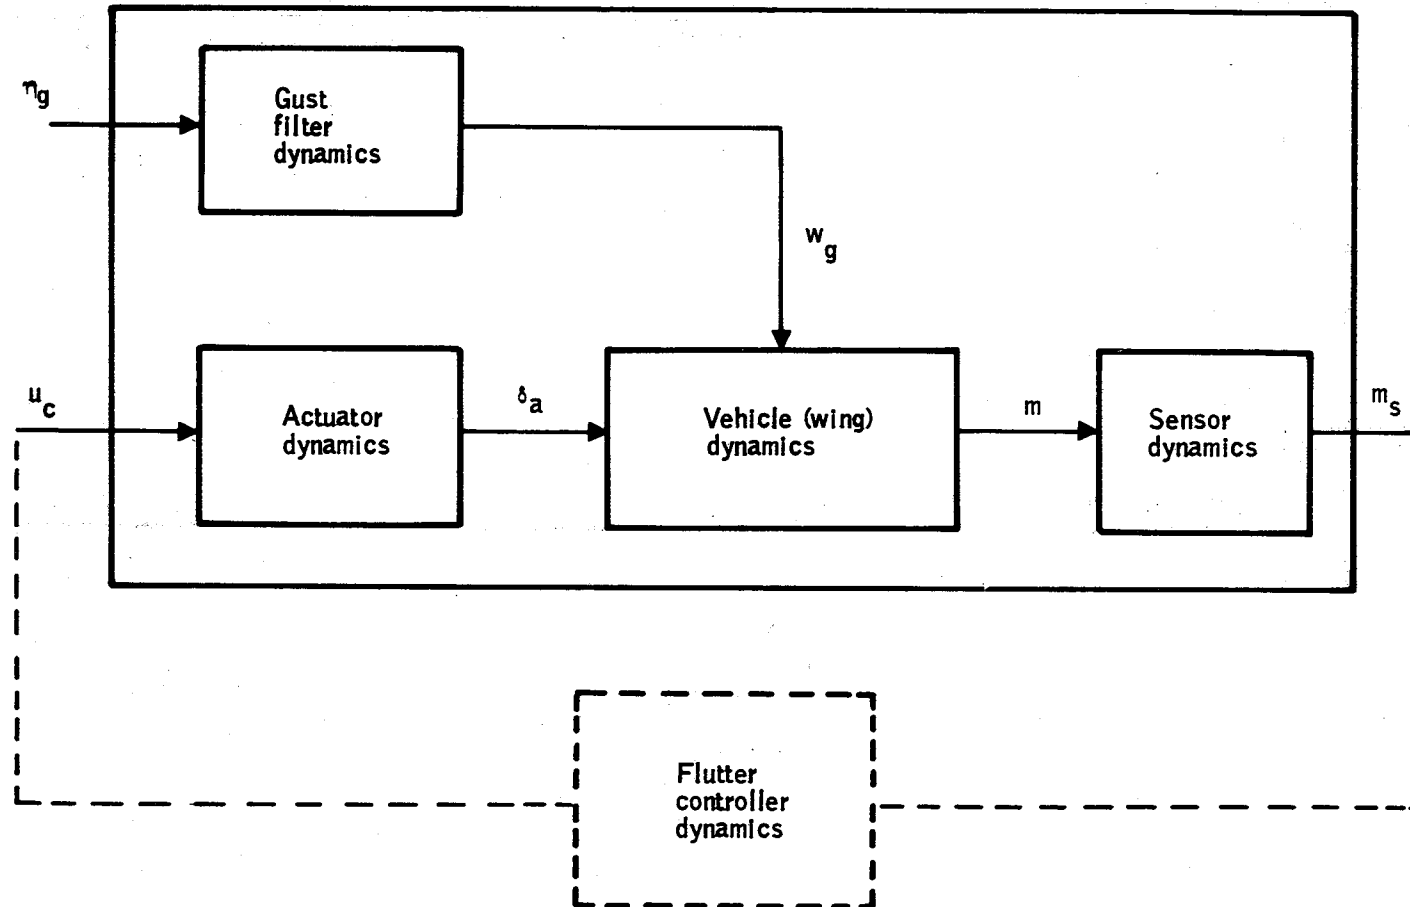 η_g
Gust
filter
dynamics
w_g
u_c
Actuator
dynamics
δ_a
Vehicle (wing)
dynamics
m
Sensor
dynamics
m_s
Flutter
controller
dynamics